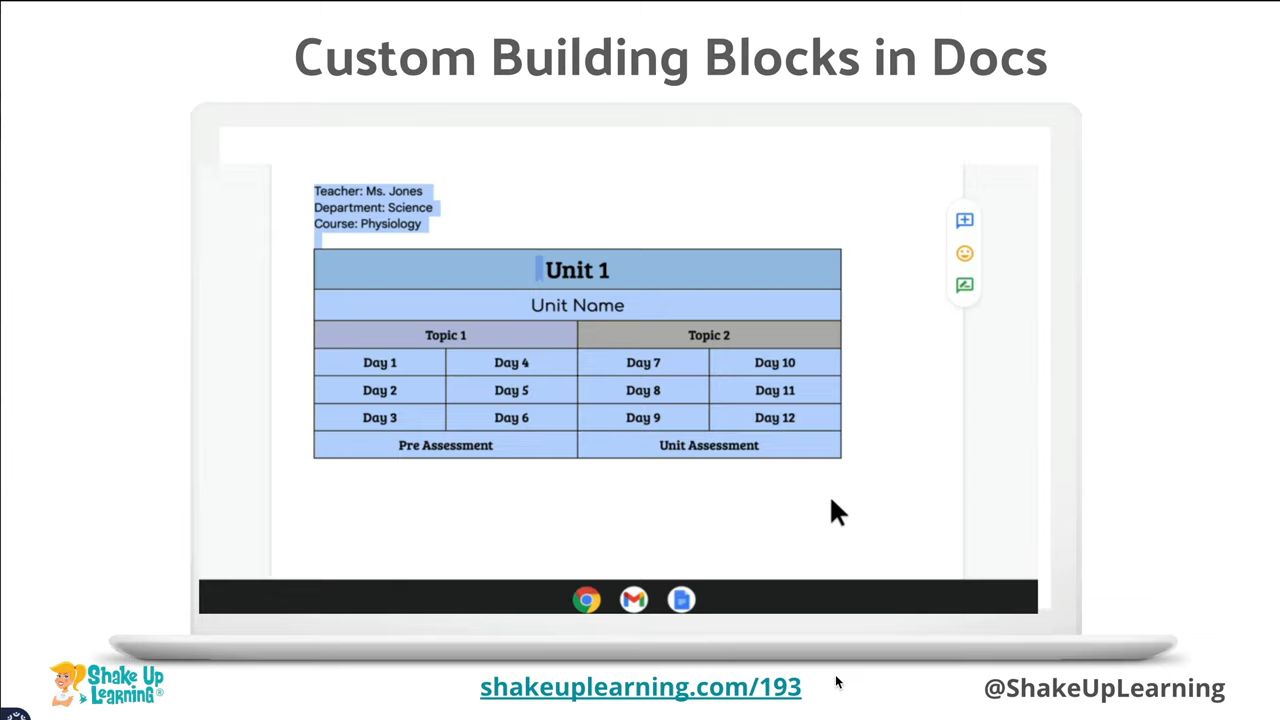 Custom Building Blocks in Docs
Teacher: Ms. Jones
Department: Science
Course: Physiology
Unit 1
Unit Name
Topic 1 Topic 2
Day 1 Day 4 Day 7 Day 10
Day 2 Day 5 Day 8 Day 11
Day 3 Day 6 Day 9 Day 12
Pre Assessment Unit Assessment
Shake Up
Learning®
shakeuplearning.com/193
@ShakeUpLearning